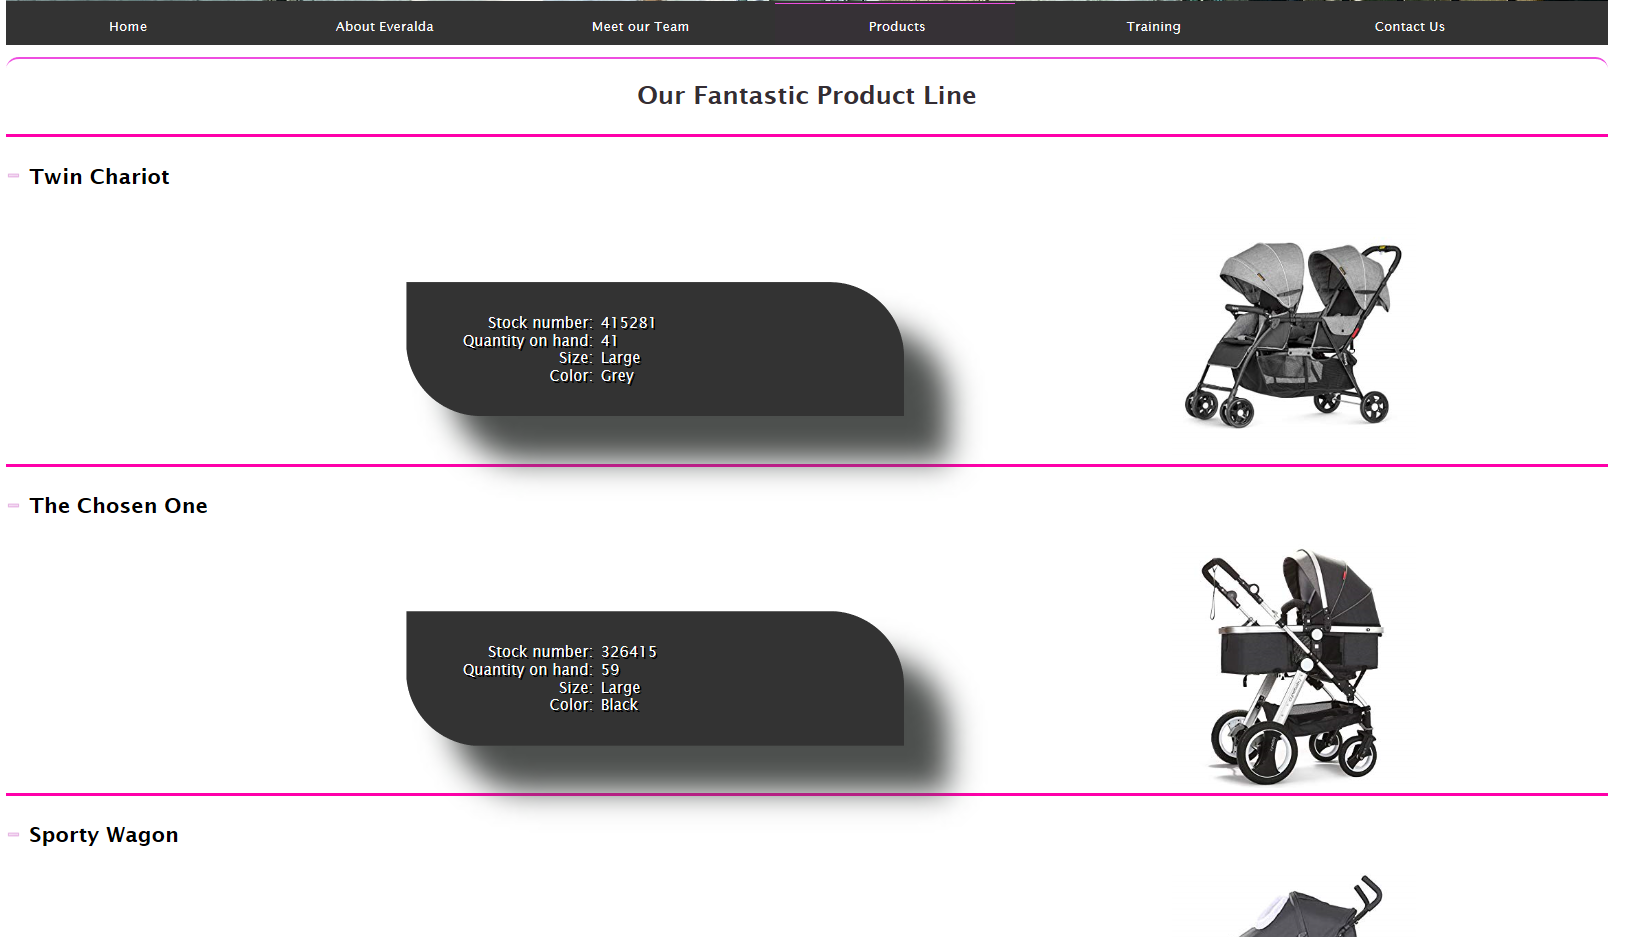 Home About Everalda Meet our Team Products Training Contact Us
Our Fantastic Product Line
Twin Chariot
Stock number: 415281
Quantity on hand: 41
Size: Large
Color: Grey
The Chosen One
Stock number: 326415
Quantity on hand: 59
Size: Large
Color: Black
Sporty Wagon